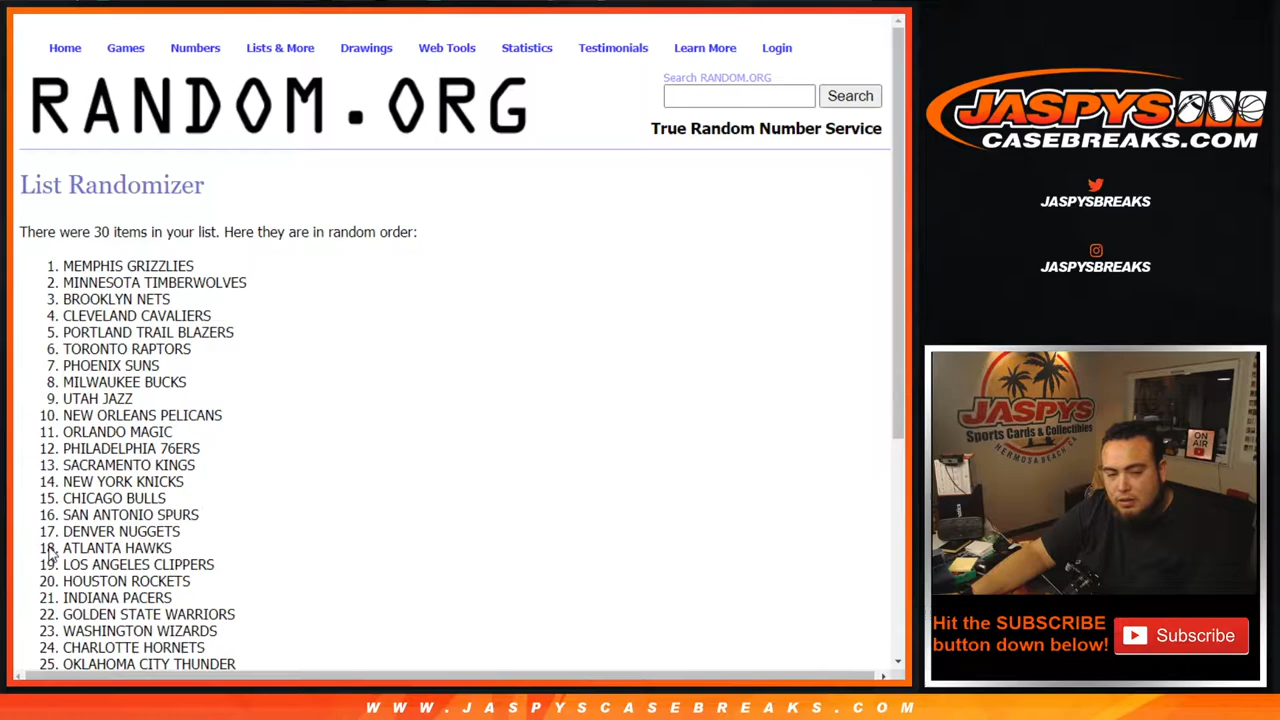 Home Games Numbers Lists & More Drawings Web Tools Statistics Testimonials Learn More Login
RANDOM.ORG
Search RANDOM.ORG
Search
True Random Number Service
List Randomizer
There were 30 items in your list. Here they are in random order:
1. MEMPHIS GRIZZLIES
2. MINNESOTA TIMBERWOLVES
3. BROOKLYN NETS
4. CLEVELAND CAVALIERS
5. PORTLAND TRAIL BLAZERS
6. TORONTO RAPTORS
7. PHOENIX SUNS
8. MILWAUKEE BUCKS
9. UTAH JAZZ
10. NEW ORLEANS PELICANS
11. ORLANDO MAGIC
12. PHILADELPHIA 76ERS
13. SACRAMENTO KINGS
14. NEW YORK KNICKS
15. CHICAGO BULLS
16. SAN ANTONIO SPURS
17. DENVER NUGGETS
18. ATLANTA HAWKS
19. LOS ANGELES CLIPPERS
20. HOUSTON ROCKETS
21. INDIANA PACERS
22. GOLDEN STATE WARRIORS
23. WASHINGTON WIZARDS
24. CHARLOTTE HORNETS
25. OKLAHOMA CITY THUNDER
JASPYS
CASEBREAKS.COM
JASPYSBREAKS
JASPYSBREAKS
JASPYS
Sports Cards & Collectibles
HERMOSA BEACH CA
ON AIR
Hit the SUBSCRIBE
button down below!
Subscribe
WWW.JASPYSCASEBREAKS.COM